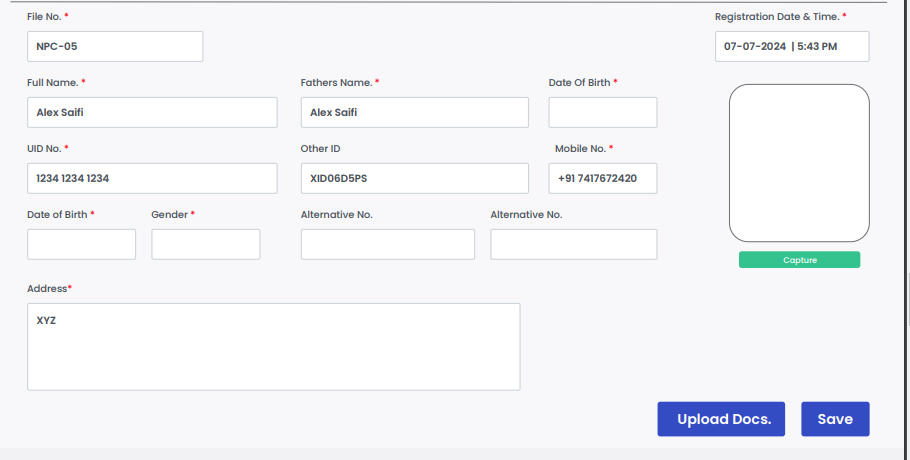 File No. * Registration Date & Time. *
NPC-05 07-07-2024 | 5:43 PM
Full Name. * Fathers Name. * Date Of Birth *
Alex Saifi Alex Saifi
UID No. * Other ID Mobile No. *
1234 1234 1234 XID06D5PS +91 7417672420
Date of Birth * Gender * Alternative No. Alternative No.
Capture
Address*
XYZ
Upload Docs. Save